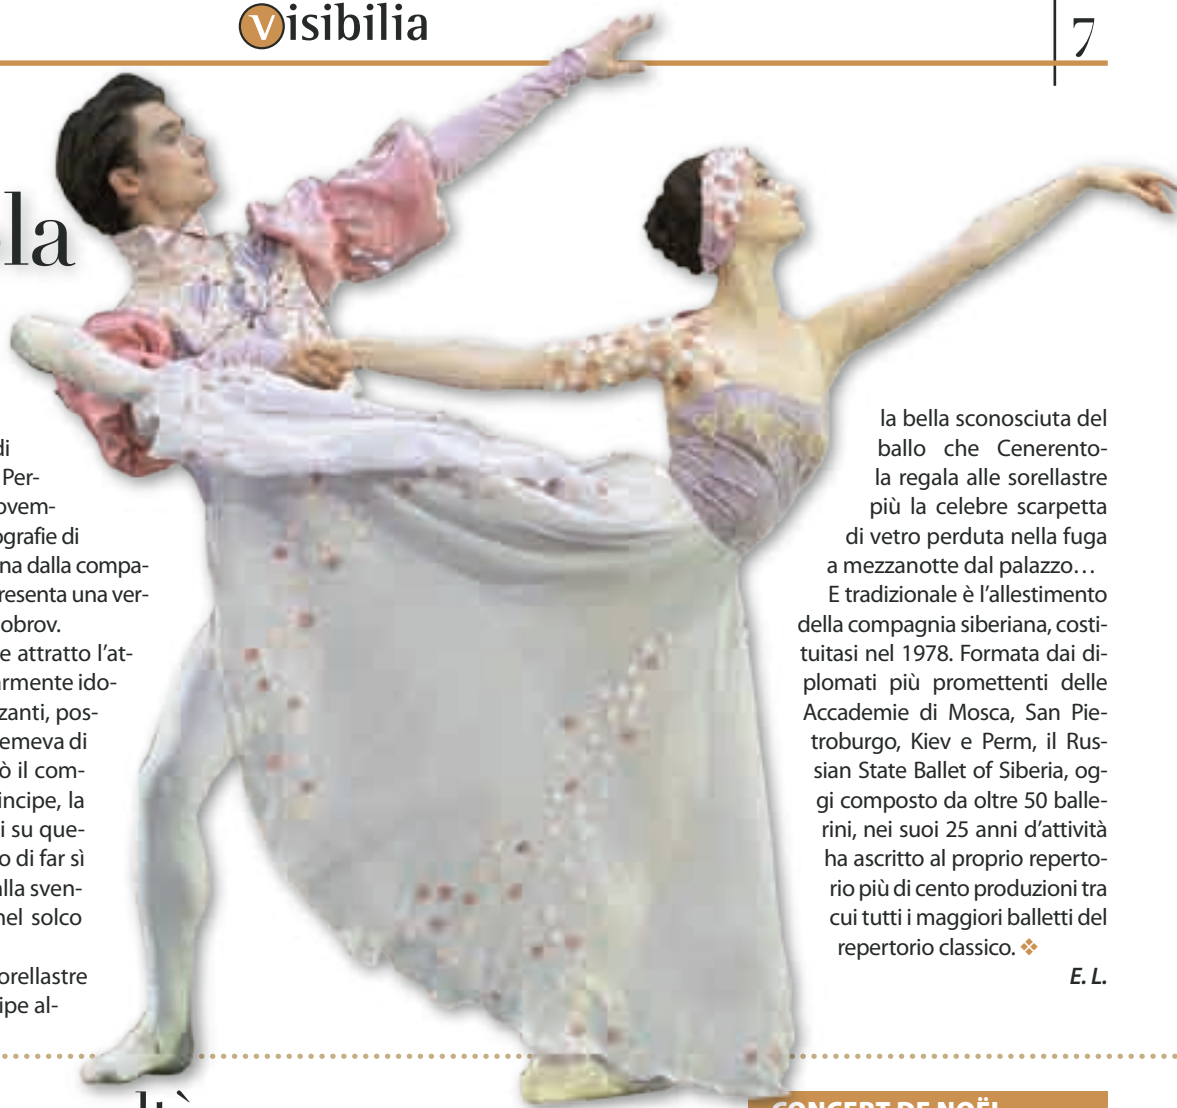 visibilia
7
la
di
Per-
ovem-
ografie di
na dalla compa-
resenta una ver-
obrov.
e attratto l'at-
armente ido-
zanti, pos-
emeva di
ò il com-
incipe, la
i su que-
o di far sì
alla sven-
nel solco
orellastre
ipe al-
la bella sconosciuta del
ballo che Cenerento-
la regala alle sorellastre
più la celebre scarpetta
di vetro perduta nella fuga
a mezzanotte dal palazzo…
E tradizionale è l'allestimento
della compagnia siberiana, costi-
tuitasi nel 1978. Formata dai di-
plomati più promettenti delle
Accademie di Mosca, San Pie-
troburgo, Kiev e Perm, il Rus-
sian State Ballet of Siberia, og-
gi composto da oltre 50 balle-
rini, nei suoi 25 anni d'attività
ha ascritto al proprio reperto-
rio più di cento produzioni tra
cui tutti i maggiori balletti del
repertorio classico. ❖
E. L.
CONCERT DE NOËL